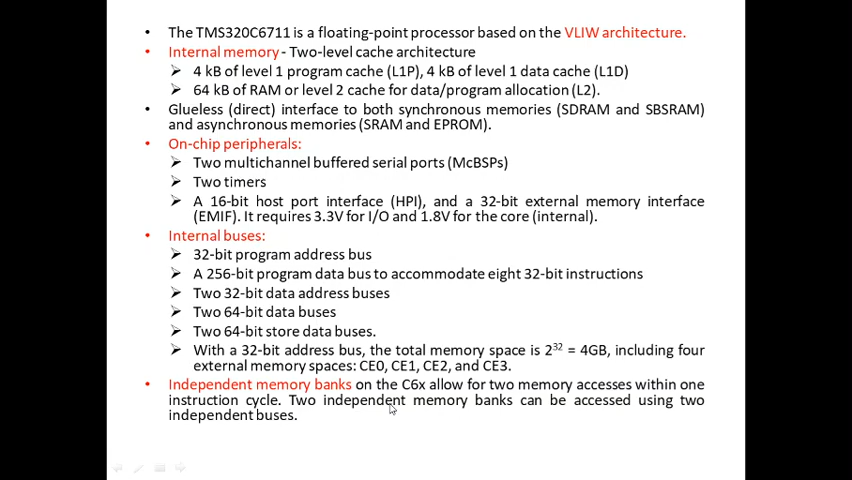 • The TMS320C6711 is a floating-point processor based on the VLIW architecture.
• Internal memory - Two-level cache architecture
➢ 4 kB of level 1 program cache (L1P), 4 kB of level 1 data cache (L1D)
➢ 64 kB of RAM or level 2 cache for data/program allocation (L2).
• Glueless (direct) interface to both synchronous memories (SDRAM and SBSRAM)
and asynchronous memories (SRAM and EPROM).
• On-chip peripherals:
➢ Two multichannel buffered serial ports (McBSPs)
➢ Two timers
➢ A 16-bit host port interface (HPI), and a 32-bit external memory interface
(EMIF). It requires 3.3V for I/O and 1.8V for the core (internal).
• Internal buses:
➢ 32-bit program address bus
➢ A 256-bit program data bus to accommodate eight 32-bit instructions
➢ Two 32-bit data address buses
➢ Two 64-bit data buses
➢ Two 64-bit store data buses.
➢ With a 32-bit address bus, the total memory space is 2³² = 4GB, including four
external memory spaces: CE0, CE1, CE2, and CE3.
• Independent memory banks on the C6x allow for two memory accesses within one
instruction cycle. Two independent memory banks can be accessed using two
independent buses.